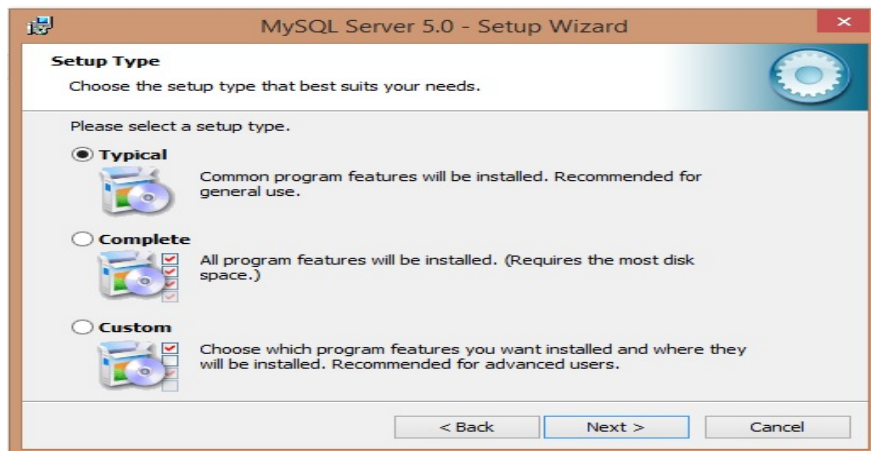 MySQL Server 5.0 - Setup Wizard
Setup Type
Choose the setup type that best suits your needs.
Please select a setup type.
Typical
Common program features will be installed. Recommended for
general use.
Complete
All program features will be installed. (Requires the most disk
space.)
Custom
Choose which program features you want installed and where they
will be installed. Recommended for advanced users.
< Back
Next >
Cancel